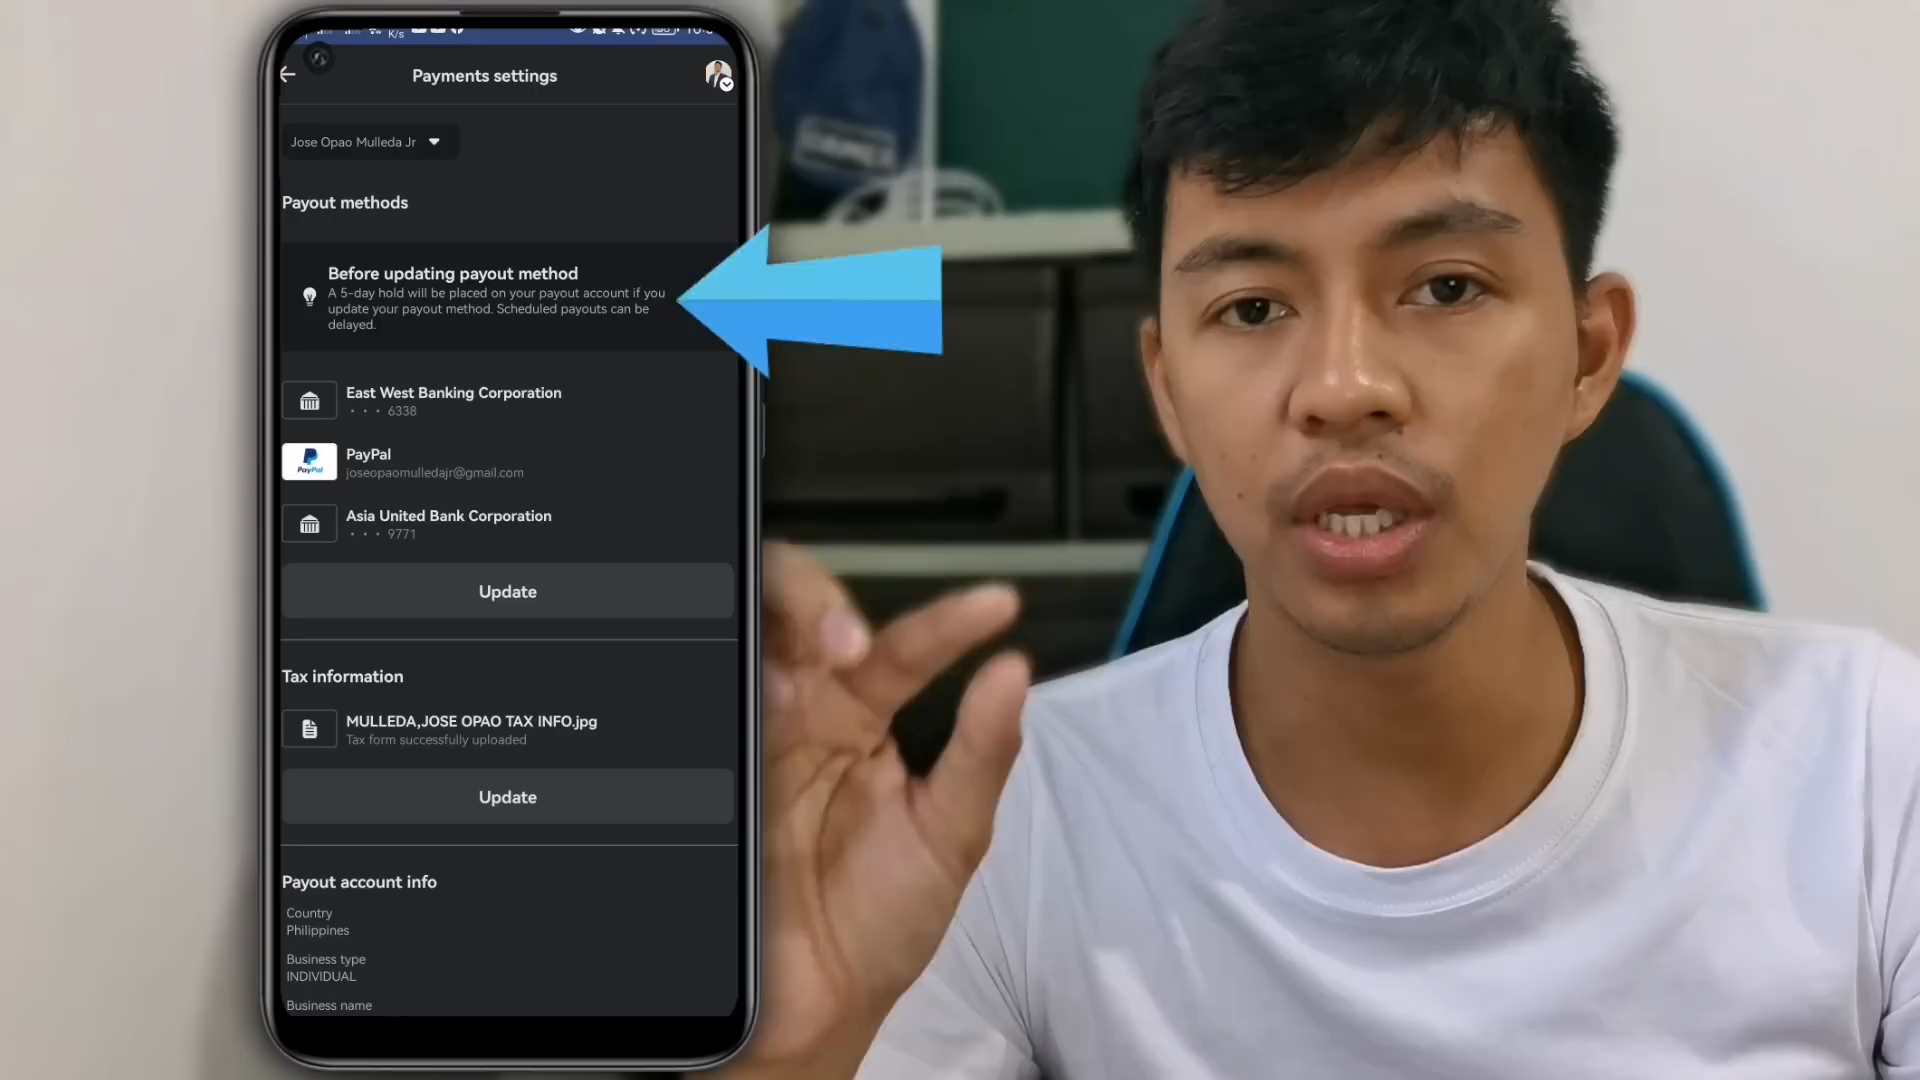 K/s
Payments settings
Jose Opao Mulleda Jr
Payout methods
Before updating payout method
A 5-day hold will be placed on your payout account if you
update your payout method. Scheduled payouts can be
delayed.
East West Banking Corporation
• • • 6338
PayPal
PayPal
joseopaomulledajr@gmail.com
Asia United Bank Corporation
• • • 9771
Update
Tax information
MULLEDA,JOSE OPAO TAX INFO.jpg
Tax form successfully uploaded
Update
Payout account info
Country
Philippines
Business type
INDIVIDUAL
Business name